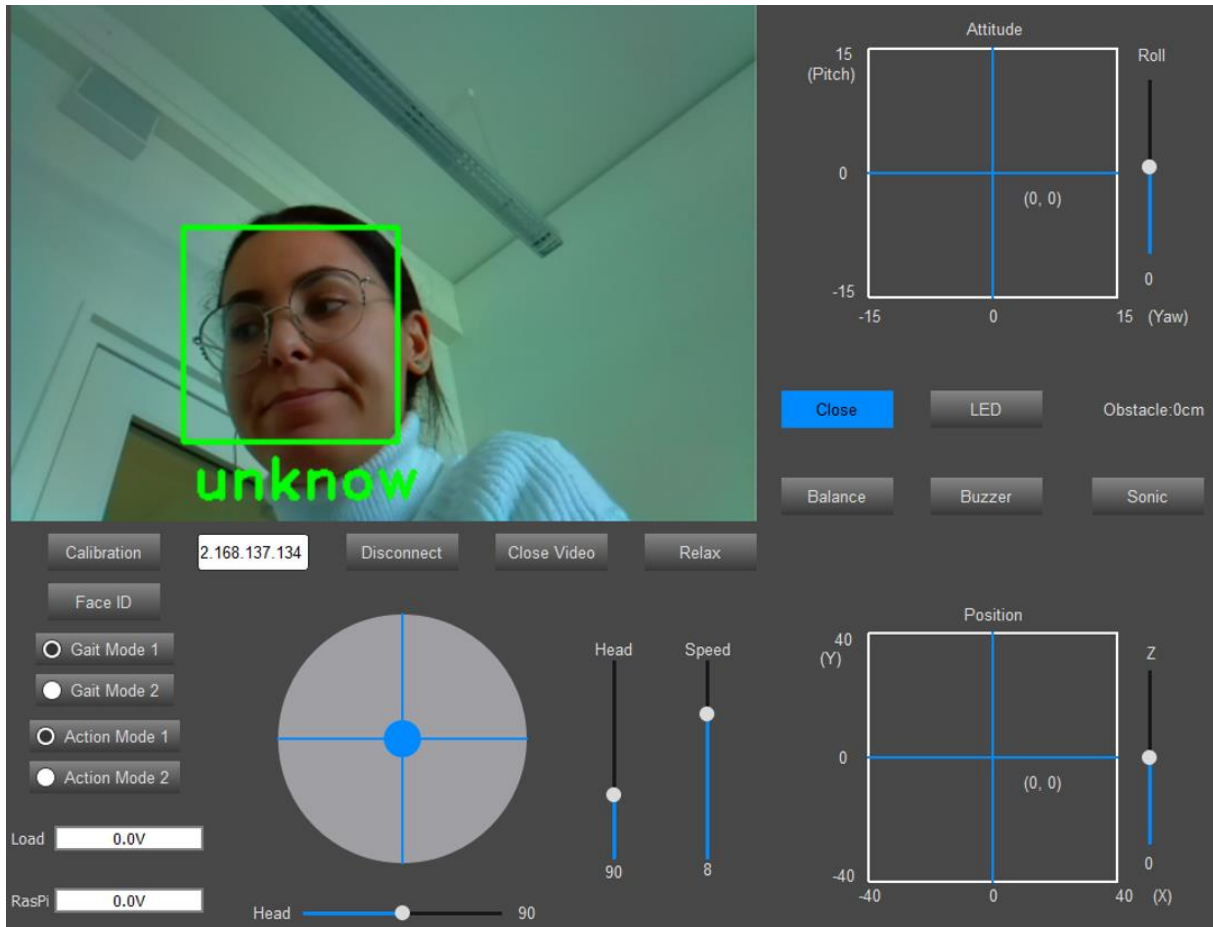 unknow
Attitude
15
(Pitch)
0
-15
-15 0 15 (Yaw)
(0, 0)
Roll
0
Close LED Obstacle:0cm
Balance Buzzer Sonic
Calibration 2.168.137.134 Disconnect Close Video Relax
Face ID
Gait Mode 1
Gait Mode 2
Action Mode 1
Action Mode 2
Load 0.0V
RasPi 0.0V
Head 90
Head
90
Speed
8
Position
40
(Y)
0
-40
-40 0 40 (X)
(0, 0)
Z
0